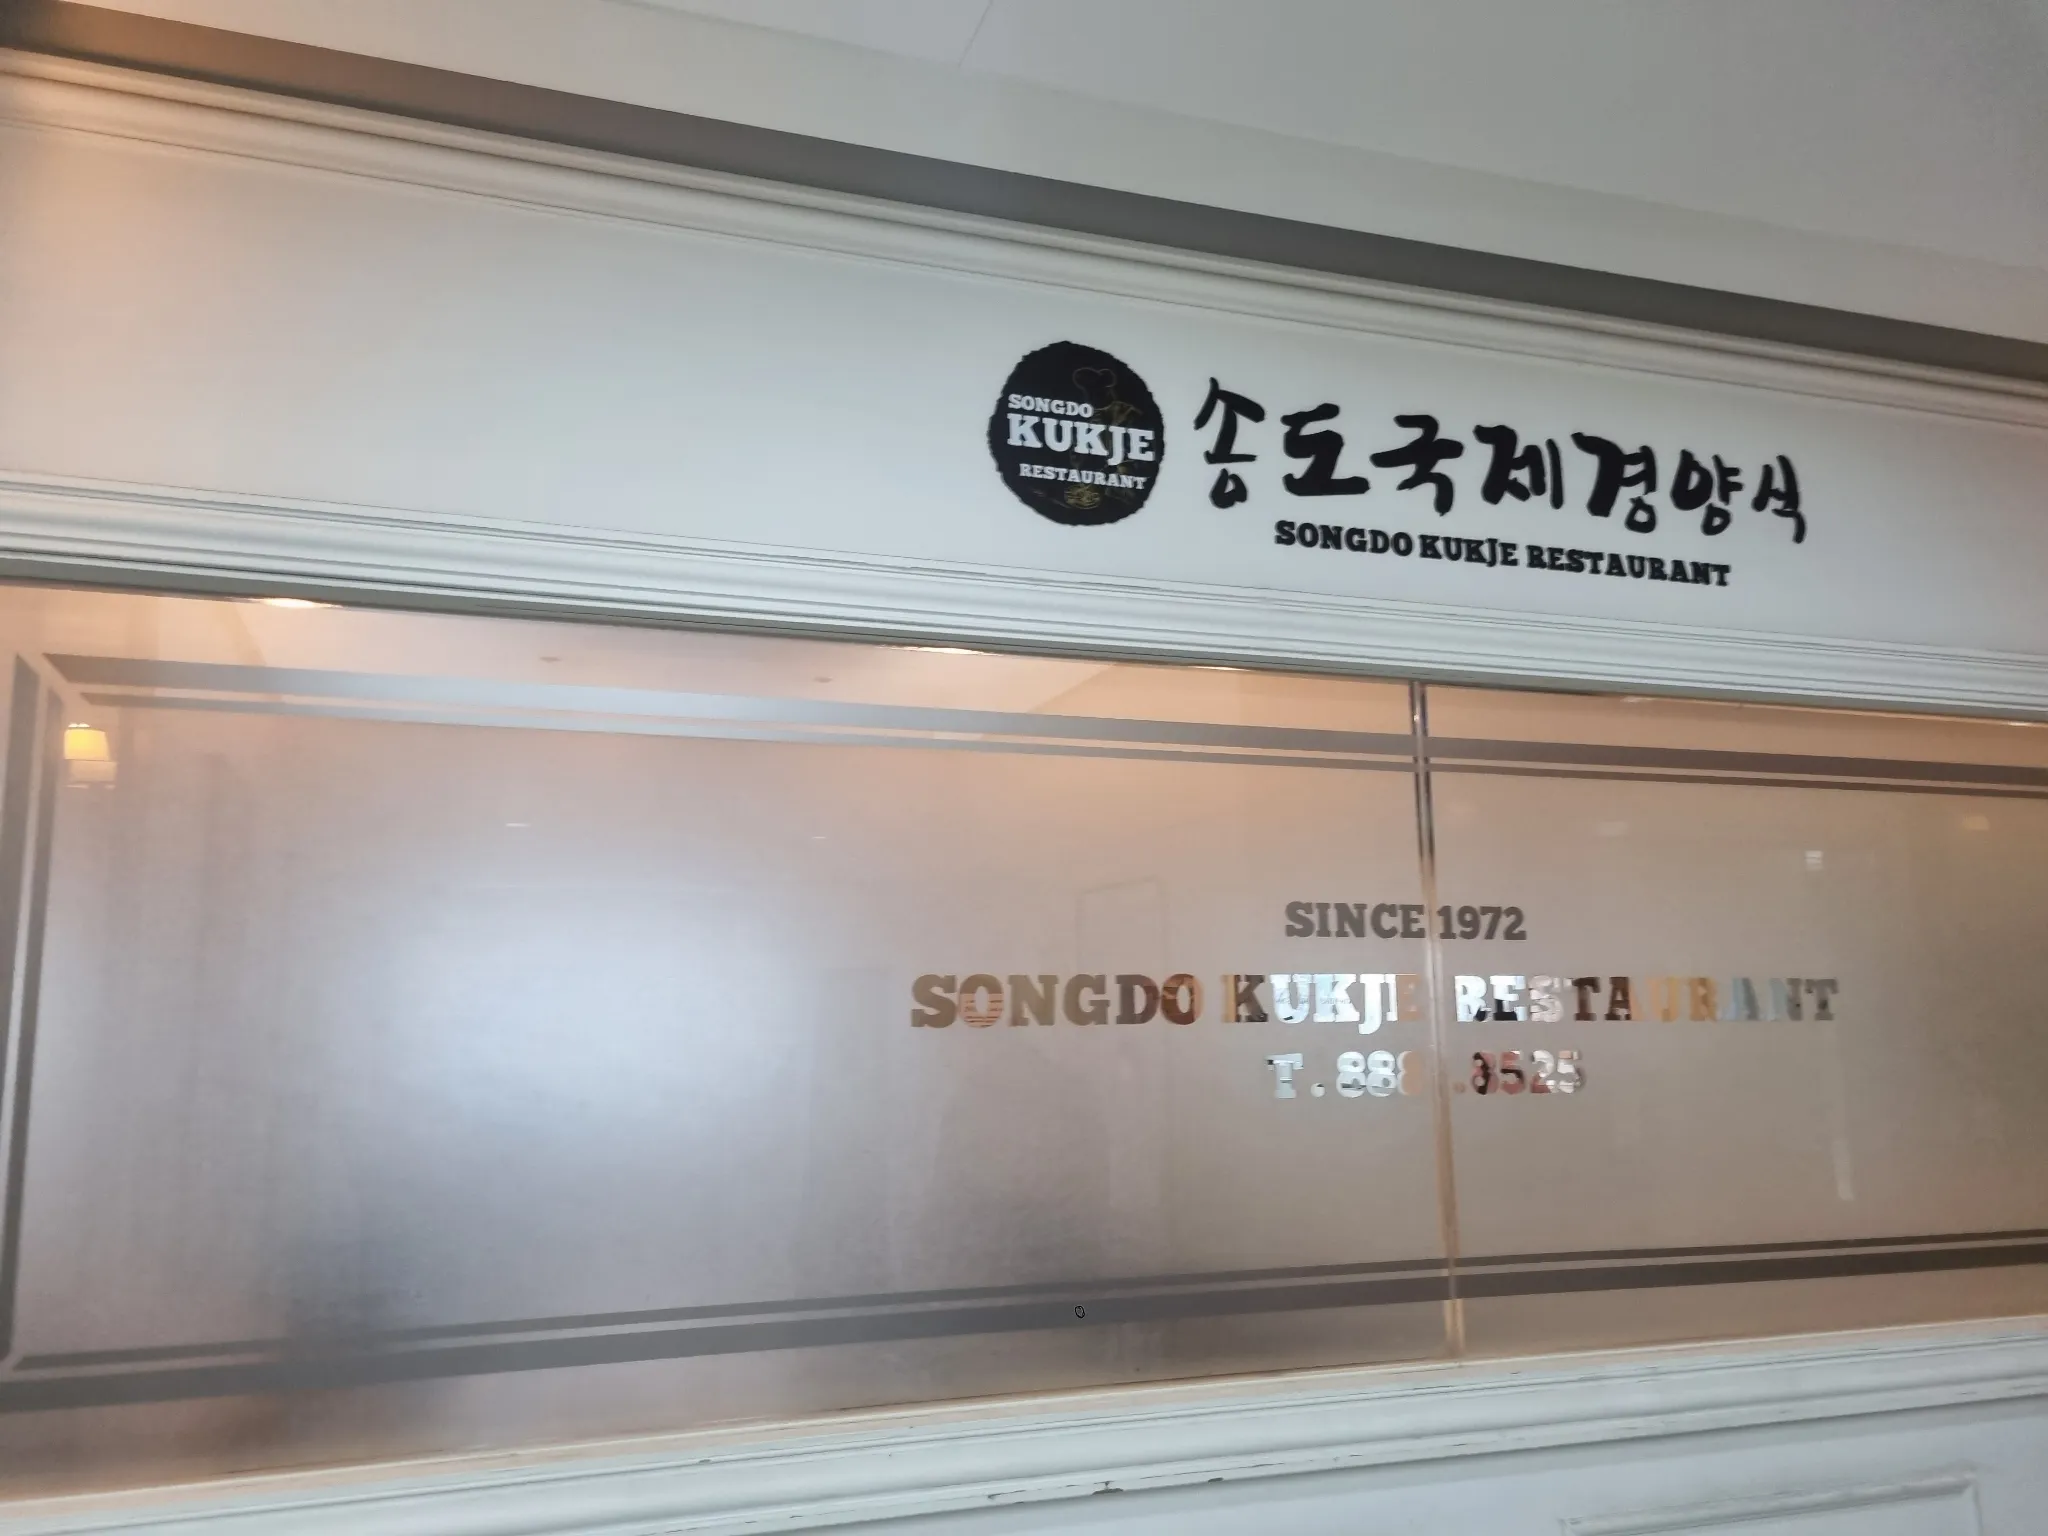 SONGDO
KUKJE
RESTAURANT
송도국제경양식
SONGDO KUKJE RESTAURANT
SINCE 1972
SONGDO KUKJE RESTAURANT